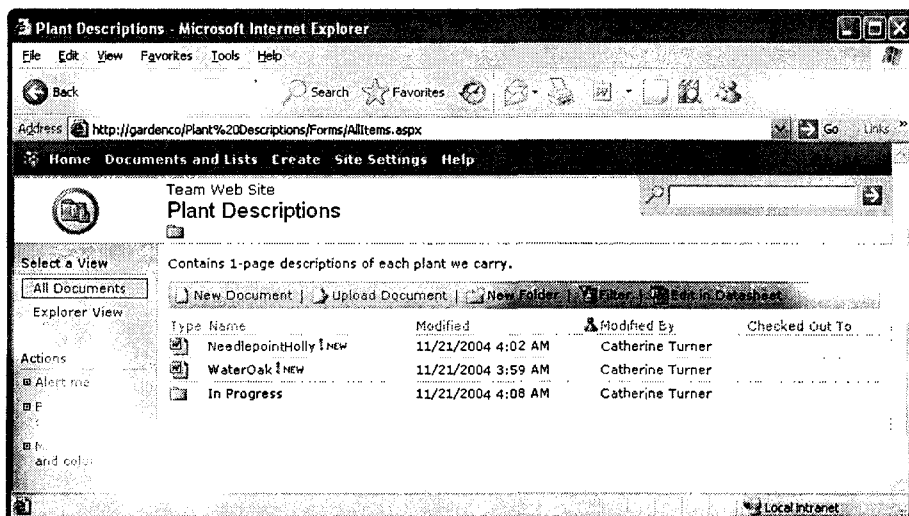 Plant Descriptions - Microsoft Internet Explorer
File Edit View Favorites Tools Help
Back Search Favorites
Address http://gardenco/Plant%20Descriptions/Forms/AllItems.aspx Go Links »
Home Documents and Lists Create Site Settings Help
Team Web Site
Plant Descriptions
Select a View
Contains 1-page descriptions of each plant we carry.
All Documents
New Document | Upload Document | New Folder | Filter | Edit in Datasheet
Explorer View
Type Name Modified Modified By Checked Out To
NeedlepointHolly ! NEW 11/21/2004 4:02 AM Catherine Turner
Actions
WaterOak ! NEW 11/21/2004 3:59 AM Catherine Turner
Alert me
In Progress 11/21/2004 4:08 AM Catherine Turner
and
Local intranet